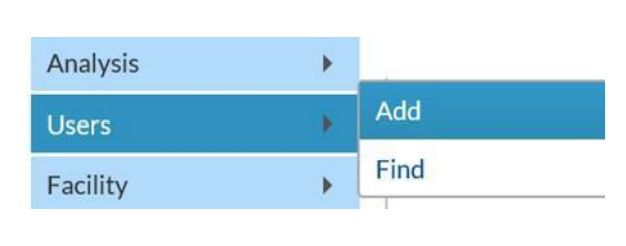 Analysis
Users
Add
Find
Facility